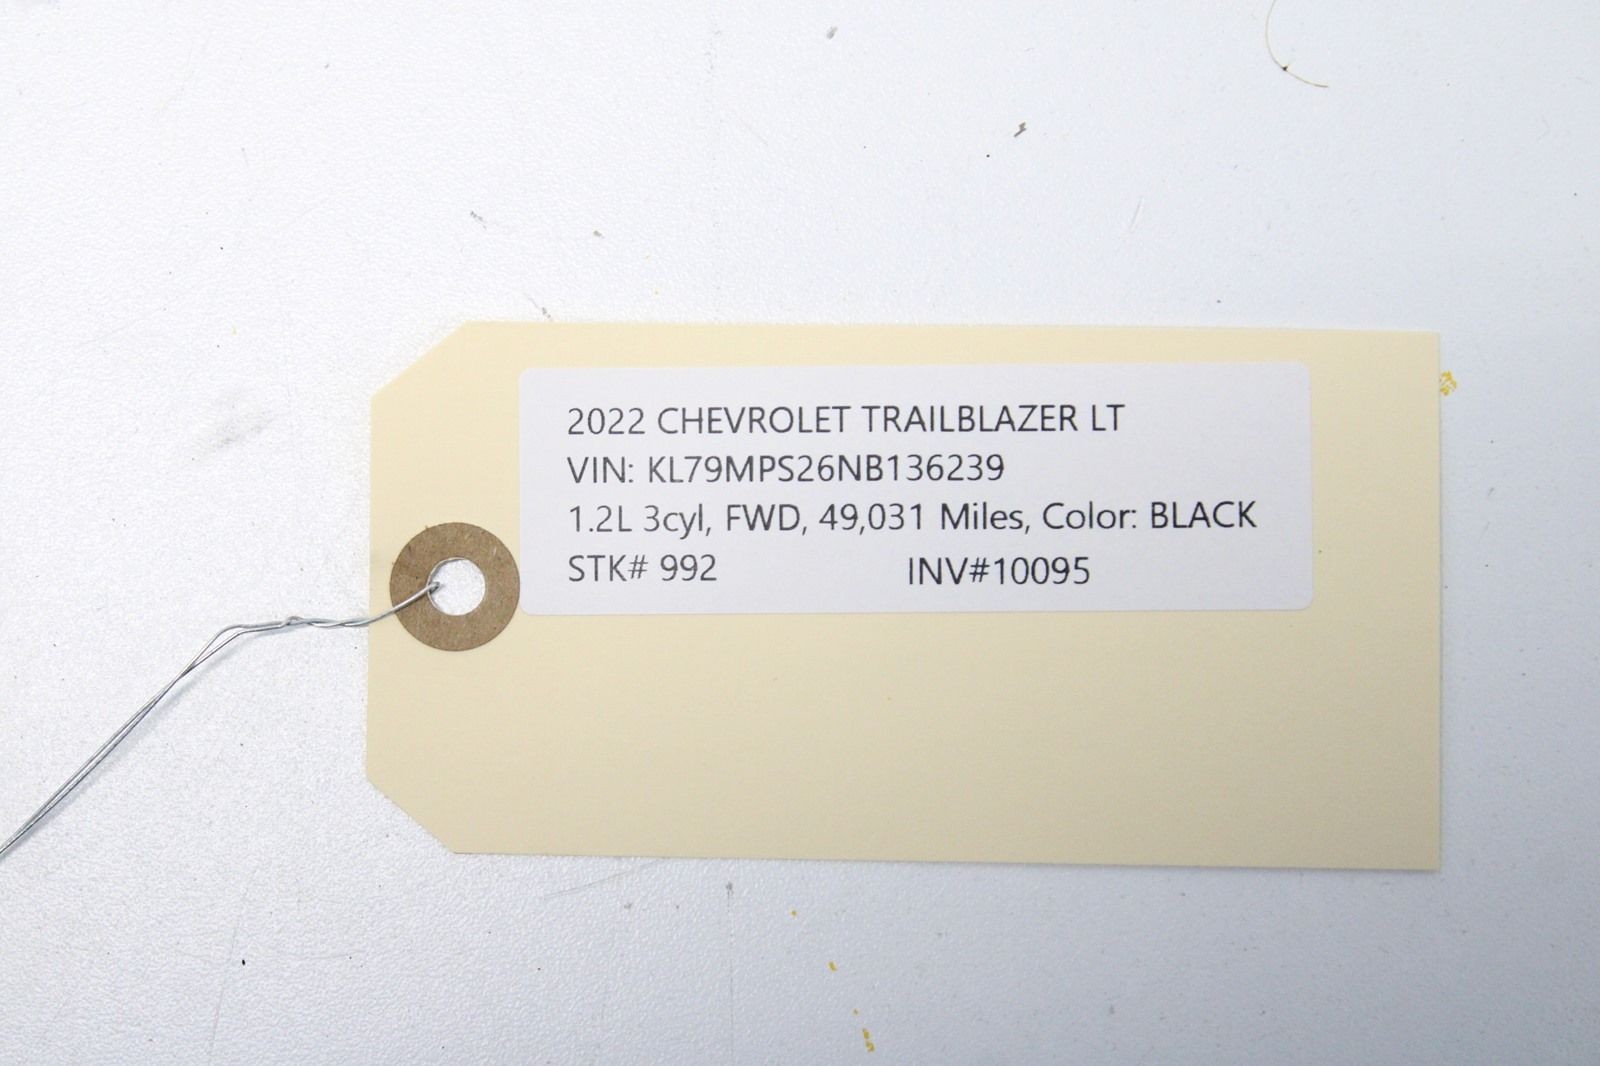 2022 CHEVROLET TRAILBLAZER LT
VIN: KL79MPS26NB136239
1.2L 3cyl, FWD, 49,031 Miles, Color: BLACK
STK# 992 INV#10095